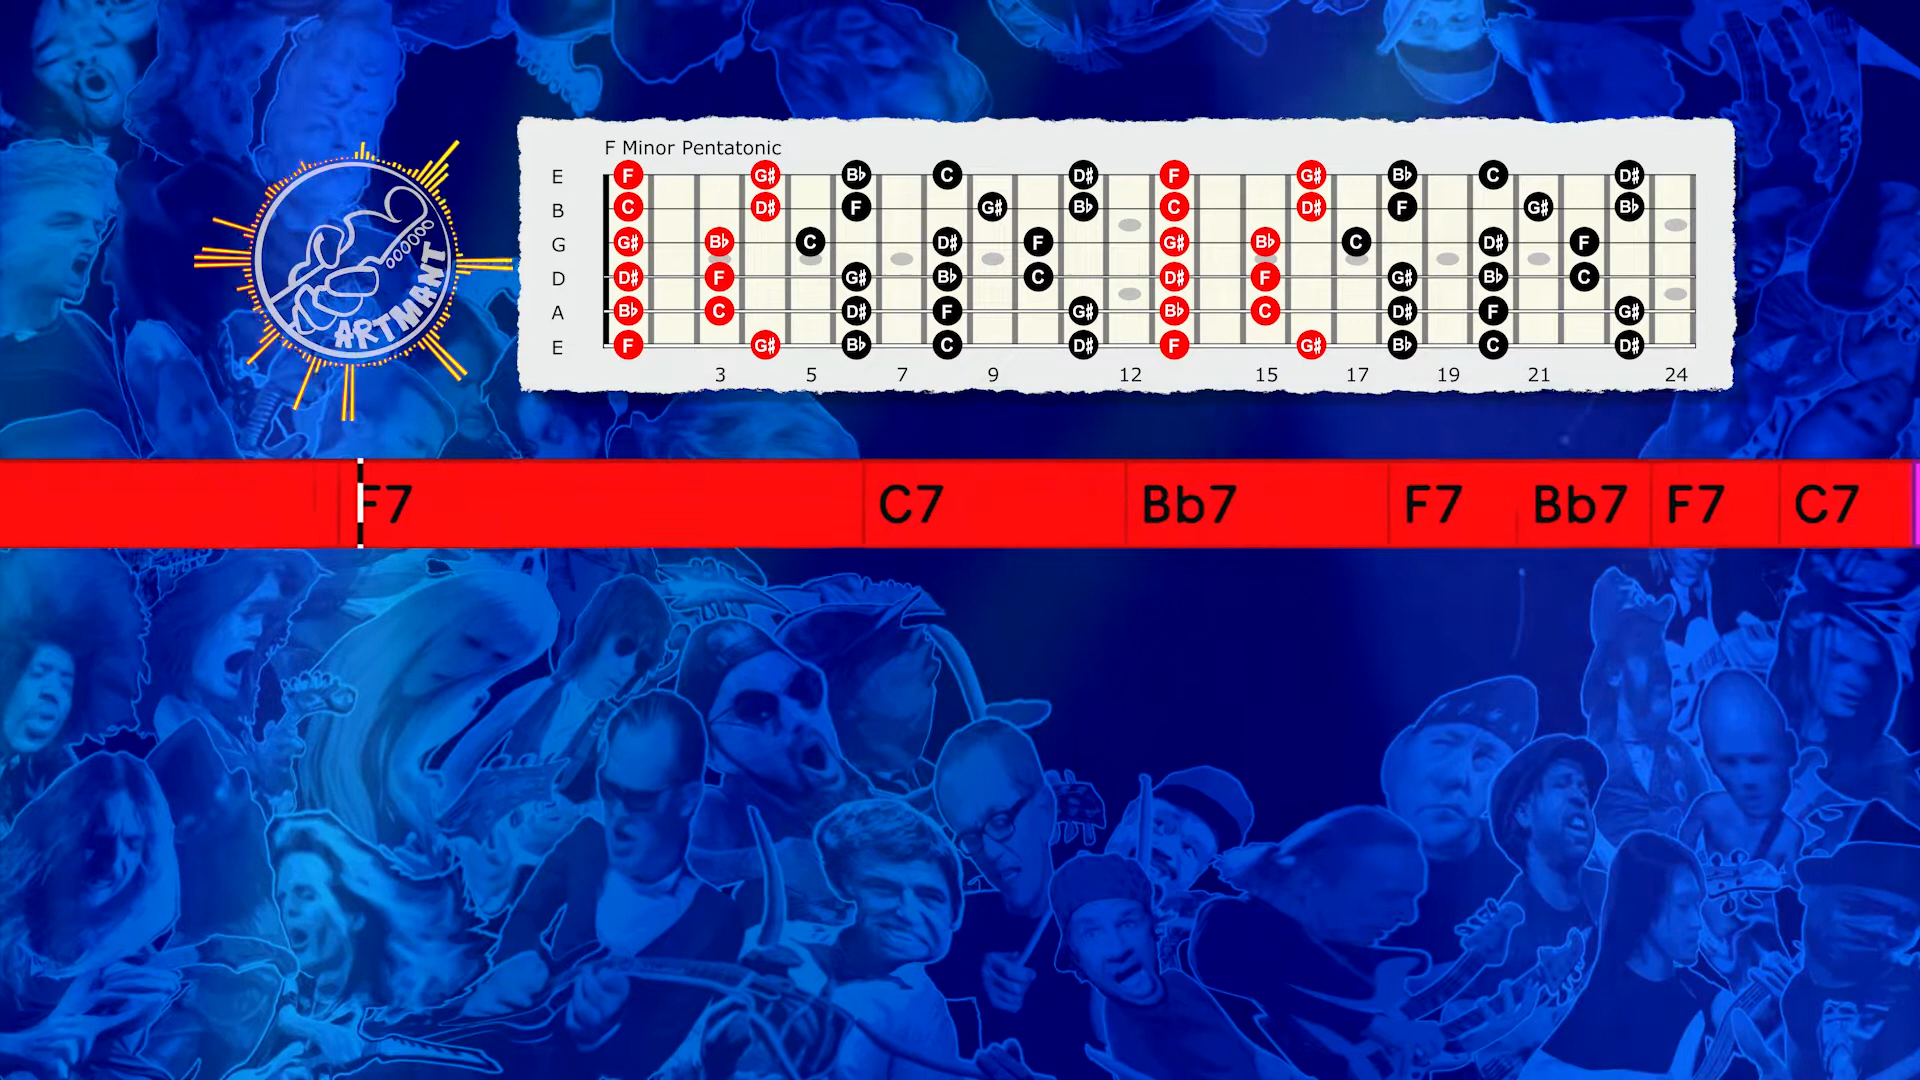 F Minor Pentatonic
E F G# B♭ C D# F G# B♭ C D#
B C D# F G# B♭ C D# F G# B♭
G G# B♭ C D# F G# B♭ C D# F
D D# F G# B♭ C D# F G# B♭ C
A B♭ C D# F G# B♭ C D# F G#
E F G# B♭ C D# F G# B♭ C D#
3 5 7 9 12 15 17 19 21 24
ARTMANT
F7 C7 Bb7 F7 Bb7 F7 C7